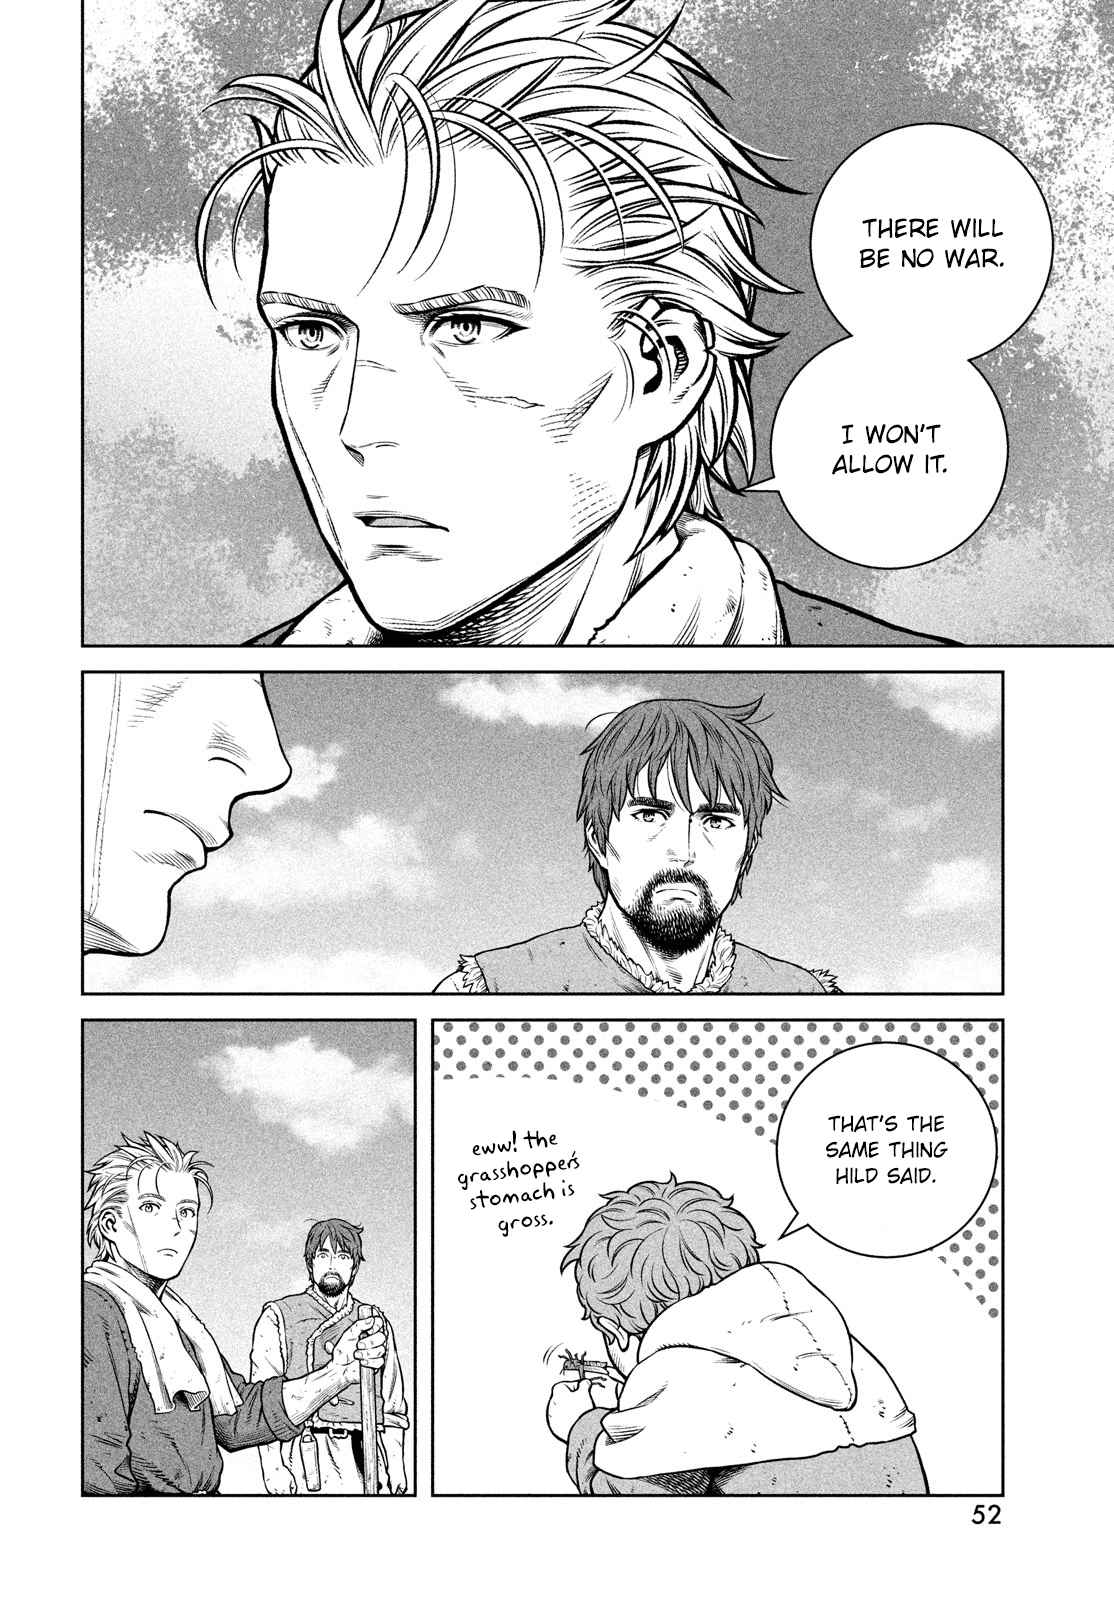 THERE WILL
BE NO WAR.
I WON'T
ALLOW IT.
THAT'S THE
SAME THING
HILD SAID.
eww! the
grasshopper's
stomach is
gross.
52